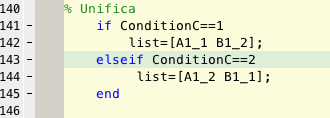 140 % Unifica
141 - if ConditionC==1
142 - list=[A1_1 B1_2];
143 - elseif ConditionC==2
144 - list=[A1_2 B1_1];
145 - end
146